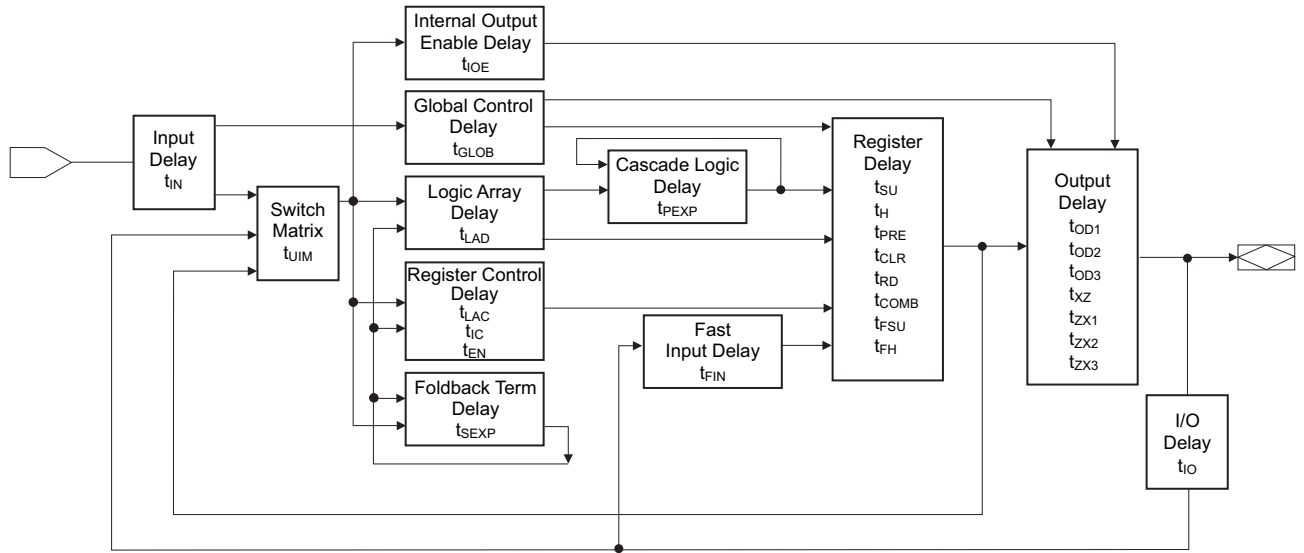 Internal Output
Enable Delay
tIOE
Global Control
Delay
tGLOB
Input
Delay
tIN
Switch
Matrix
tUIM
Logic Array
Delay
tLAD
Cascade Logic
Delay
tPEXP
Register Control
Delay
tLAC
tIC
tEN
Foldback Term
Delay
tSEXP
Fast
Input Delay
tFIN
Register
Delay
tSU
tH
tPRE
tCLR
tRD
tCOMB
tFSU
tFH
Output
Delay
tOD1
tOD2
tOD3
tXZ
tZX1
tZX2
tZX3
I/O
Delay
tIO